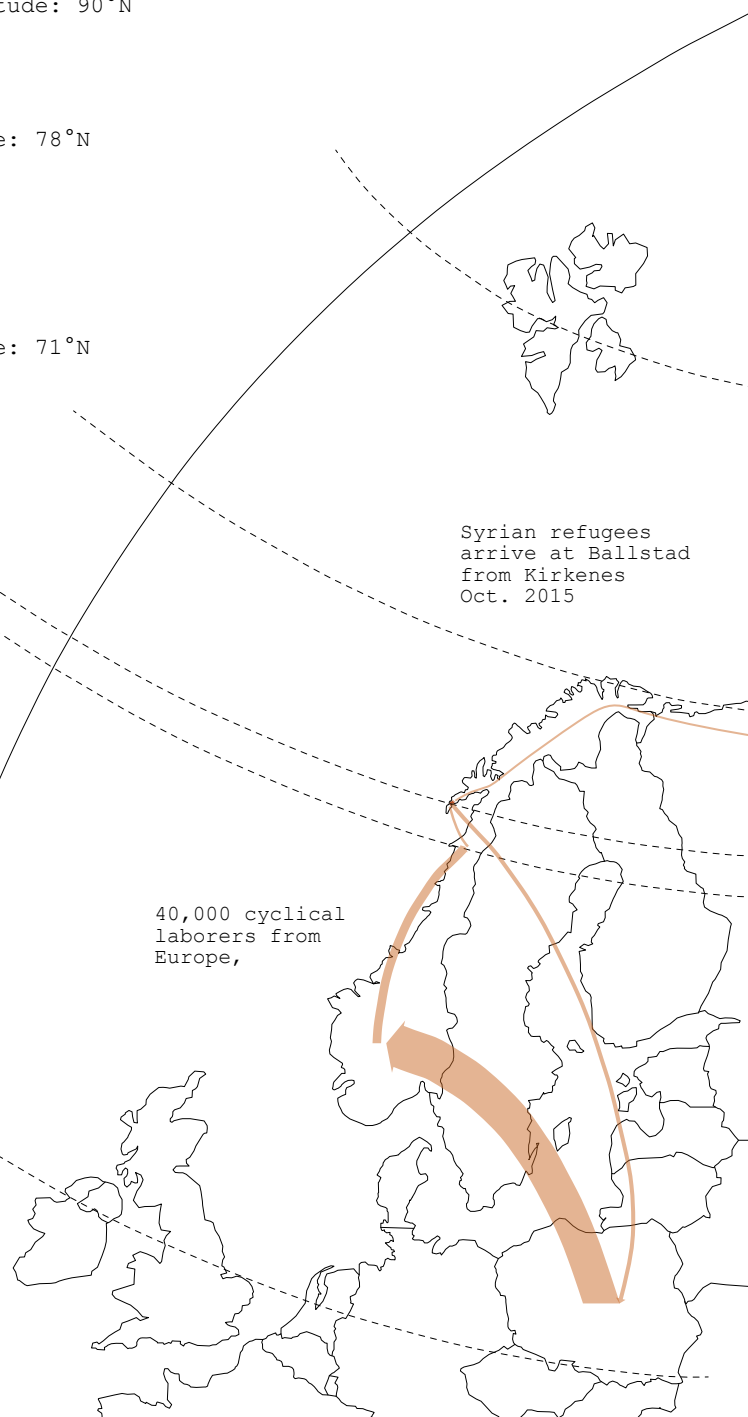 tude: 90°N
e: 78°N
e: 71°N
Syrian refugees
arrive at Ballstad
from Kirkenes
Oct. 2015
40,000 cyclical
laborers from
Europe,